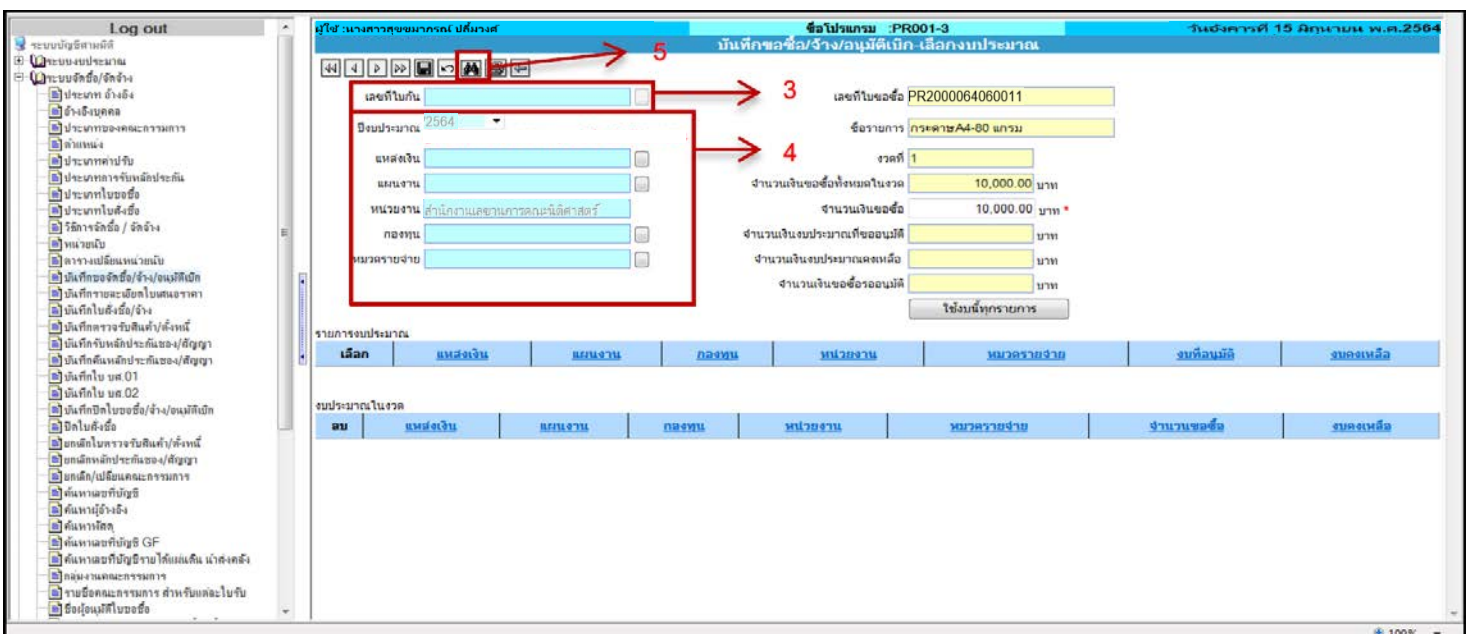 Log out
ระบบบัญชีสามมิติ
ระบบงบประมาณ
ระบบจัดซื้อ/จัดจ้าง
ประเภท อ้างอิง
อ้างอิงบุคคล
ประเภทของคณะกรรมการ
ตำแหน่ง
ประเภทค่าปรับ
ประเภทการรับหลักประกัน
ประเภทใบขอซื้อ
ประเภทใบสั่งซื้อ
วิธีการจัดซื้อ / จัดจ้าง
หน่วยนับ
ตารางเปลี่ยนหน่วยนับ
บันทึกขอจัดซื้อ/จ้าง/อนุมัติเบิก
บันทึกรายละเอียดใบเสนอราคา
บันทึกใบสั่งซื้อ/จ้าง
บันทึกตรวจรับสินค้า/ตั้งหนี้
บันทึกรับหลักประกันซอง/สัญญา
บันทึกคืนหลักประกันซอง/สัญญา
บันทึกใบ บศ.01
บันทึกใบ บศ.02
บันทึกปิดใบขอซื้อ/จ้าง/อนุมัติเบิก
ปิดใบสั่งซื้อ
ยกเลิกใบตรวจรับสินค้า/ตั้งหนี้
ยกเลิกหลักประกันซอง/สัญญา
ยกเลิก/เปลี่ยนคณะกรรมการ
ค้นหาเลขที่บัญชี
ค้นหาผู้อ้างอิง
ค้นหาพัสดุ
ค้นหาเลขที่บัญชี GF
ค้นหาเลขที่บัญชีรายได้แผ่นดิน นำส่งคลัง
กลุ่มงานคณะกรรมการ
รายชื่อคณะกรรมการ สำหรับแต่ละใบรับ
ชื่อผู้อนุมัติใบขอซื้อ
ผู้ใช้ :นางสาวสุขุมาภรณ์ ปลื้มวงศ์ ชื่อโปรแกรม :PR001-3 วันอังคารที่ 15 มิถุนายน พ.ศ.2564
บันทึกขอซื้อ/จ้าง/อนุมัติเบิก-เลือกงบประมาณ
5
เลขที่ใบกัน 3 เลขที่ใบขอซื้อ PR2000064060011
ปีงบประมาณ 2564 ชื่อรายการ กระดาษA4-80 แกรม
แหล่งเงิน 4 งวดที่ 1
แผนงาน จำนวนเงินขอซื้อทั้งหมดในงวด 10,000.00 บาท
หน่วยงาน สำนักงานเลขานุการคณะนิติศาสตร์ จำนวนเงินขอซื้อ 10,000.00 บาท *
กองทุน จำนวนเงินงบประมาณที่ขออนุมัติ บาท
หมวดรายจ่าย จำนวนเงินงบประมาณคงเหลือ บาท
จำนวนเงินขอซื้อรออนุมัติ บาท
ใช้งบนี้ทุกรายการ
รายการงบประมาณ
เลือก แหล่งเงิน แผนงาน กองทุน หน่วยงาน หมวดรายจ่าย งบที่อนุมัติ งบคงเหลือ
งบประมาณในงวด
ลบ แหล่งเงิน แผนงาน กองทุน หน่วยงาน หมวดรายจ่าย จำนวนขอซื้อ งบคงเหลือ
100%